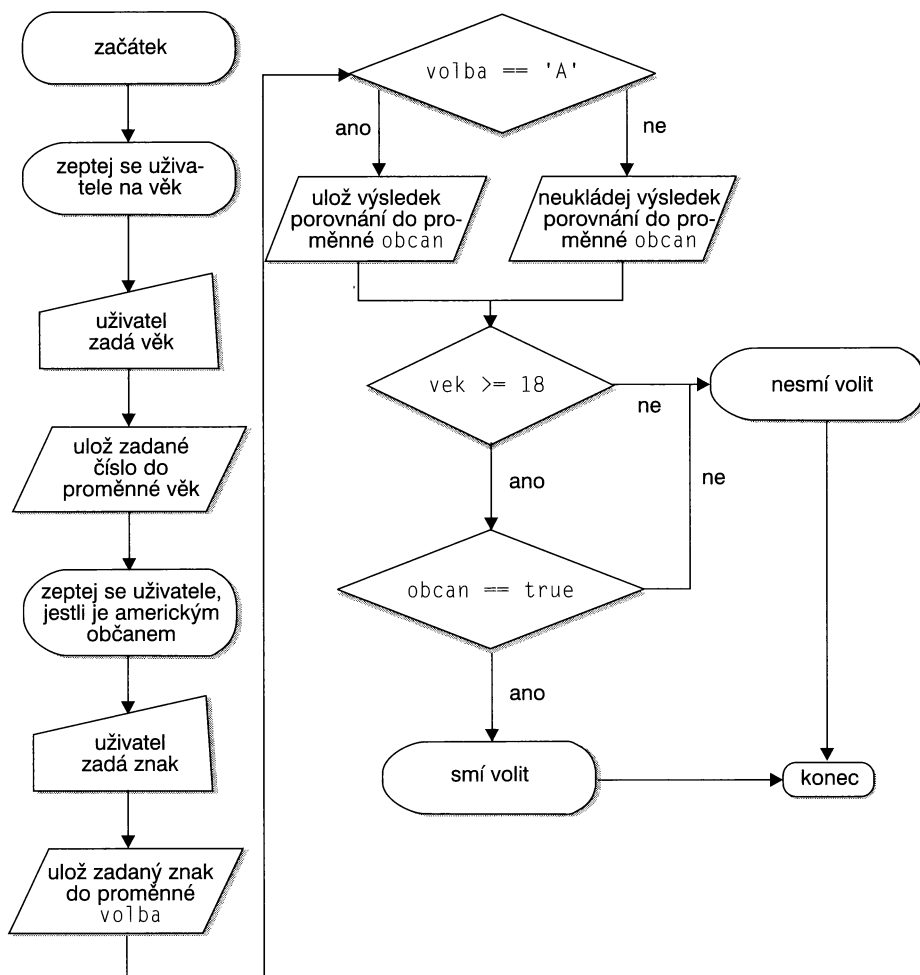 začátek
zeptej se uživa-
tele na věk
uživatel
zadá věk
ulož zadané
číslo do
proměnné věk
zeptej se uživatele,
jestli je americkým
občanem
uživatel
zadá znak
ulož zadaný znak
do proměnné
volba
volba == 'A'
ano
ne
ulož výsledek
porovnání do pro-
měnné obcan
neukládej výsledek
porovnání do pro-
měnné obcan
vek >= 18
ne
nesmí volit
ano
ne
obcan == true
ano
smí volit
konec